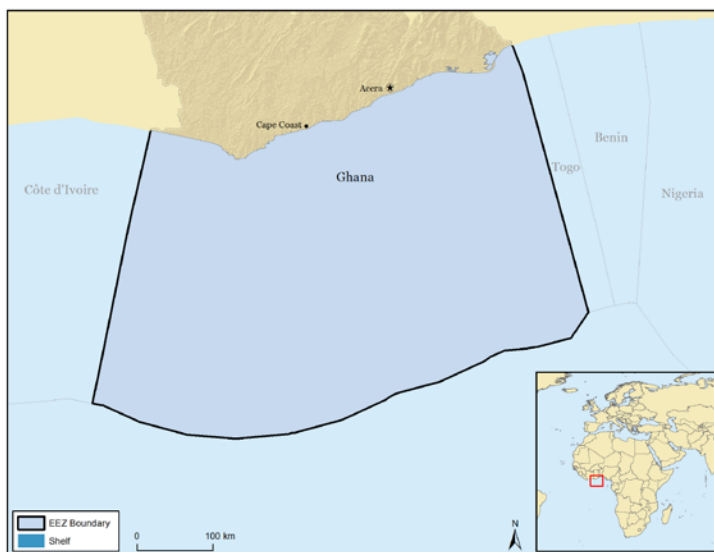 Accra
Cape Coast
Côte d'Ivoire
Ghana
Togo
Benin
Nigeria
EEZ Boundary
Shelf
0
100 km
N